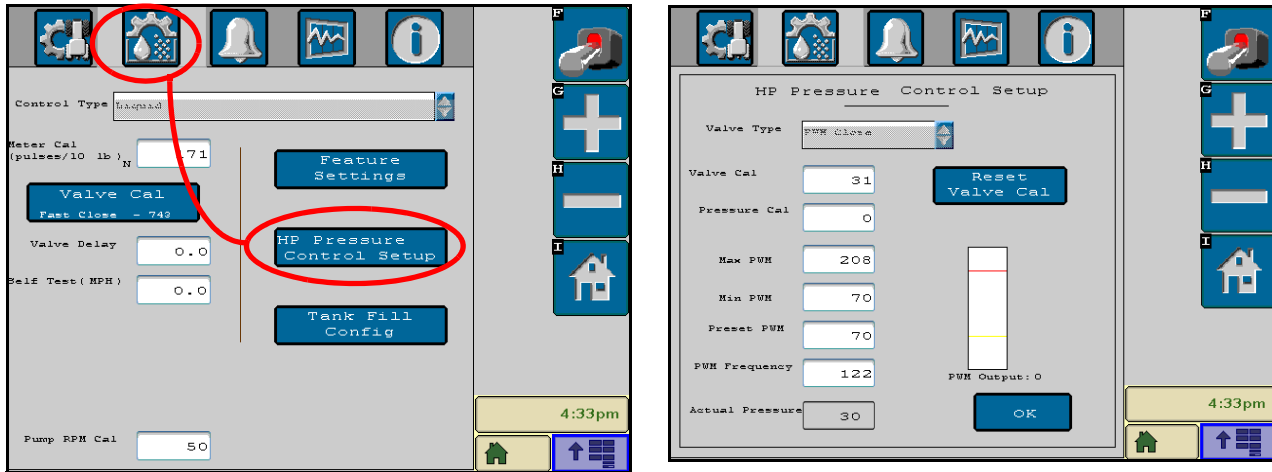 F
Control Type
G
Meter Cal
(pulses/10 lb)
N
171
Feature
Settings
H
Valve Cal
Fast Close - 743
Valve Delay
0.0
HP Pressure
Control Setup
I
Self Test(MPH)
0.0
Tank Fill
Config
4:33pm
Pump RPM Cal
50
F
HP Pressure Control Setup
G
Valve Type
PWM Close
H
Valve Cal
31
Reset
Valve Cal
Pressure Cal
0
I
Max PWM
208
Min PWM
70
Preset PWM
70
PWM Frequency
122
PWM Output:0
Actual Pressure
30
OK
4:33pm